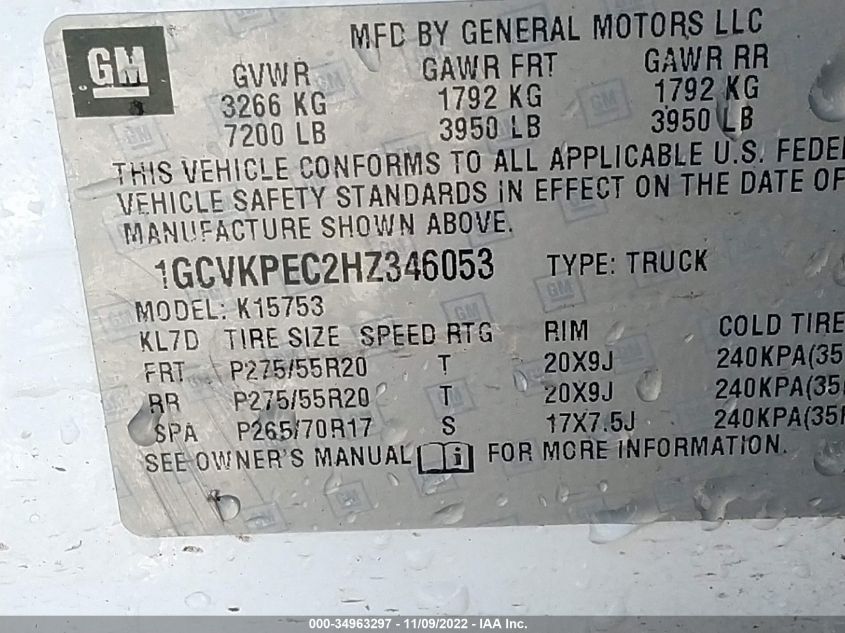 MFD BY GENERAL MOTORS LLC
GM
GVWR GAWR FRT GAWR RR
3266 KG 1792 KG 1792 KG
7200 LB 3950 LB 3950 LB
THIS VEHICLE CONFORMS TO ALL APPLICABLE U.S. FEDE
VEHICLE SAFETY STANDARDS IN EFFECT ON THE DATE OF
MANUFACTURE SHOWN ABOVE.
1GCVKPEC2HZ346053 TYPE: TRUCK
MODEL: K15753
KL7D TIRE SIZE SPEED RTG RIM COLD TIRE
FRT P275/55R20 T 20X9J 240KPA(35
RR P275/55R20 T 20X9J 240KPA(35
SPA P265/70R17 S 17X7.5J 240KPA(35
SEE OWNER'S MANUAL i FOR MORE INFORMATION.
000-34963297 - 11/09/2022 - IAA Inc.